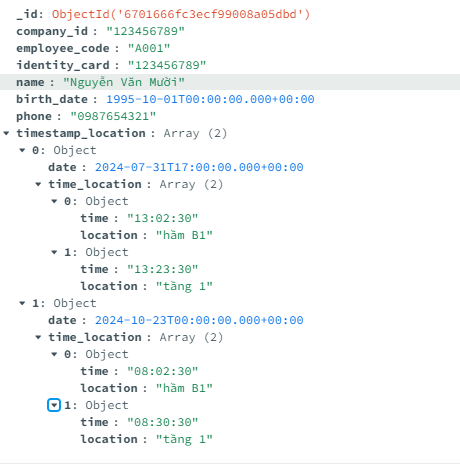 _id: ObjectId('6701666fc3ecf99008a05dbd')
company_id : "123456789"
employee_code : "A001"
identity_card : "123456789"
name : "Nguyễn Văn Mười"
birth_date : 1995-10-01T00:00:00.000+00:00
phone : "0987654321"
timestamp_location : Array (2)
0: Object
date : 2024-07-31T17:00:00.000+00:00
time_location : Array (2)
0: Object
time : "13:02:30"
location : "hầm B1"
1: Object
time : "13:23:30"
location : "tầng 1"
1: Object
date : 2024-10-23T00:00:00.000+00:00
time_location : Array (2)
0: Object
time : "08:02:30"
location : "hầm B1"
1: Object
time : "08:30:30"
location : "tầng 1"